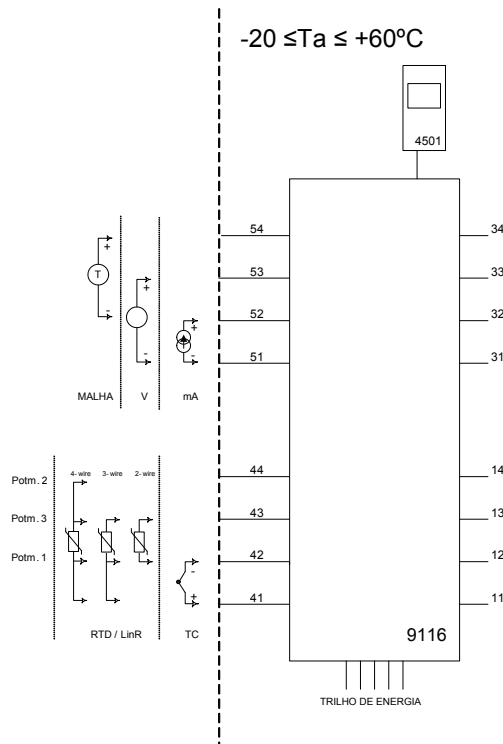 -20 ≤Ta ≤ +60ºC
4501
54
34
53
33
T
+
-
+
-
+
-
52
32
51
31
MALHA
V
mA
44
14
Potm. 2
4- wire
3- wire
2- wire
43
13
Potm. 3
42
12
Potm. 1
-
+
41
11
RTD / LinR
TC
9116
TRILHO DE ENERGIA